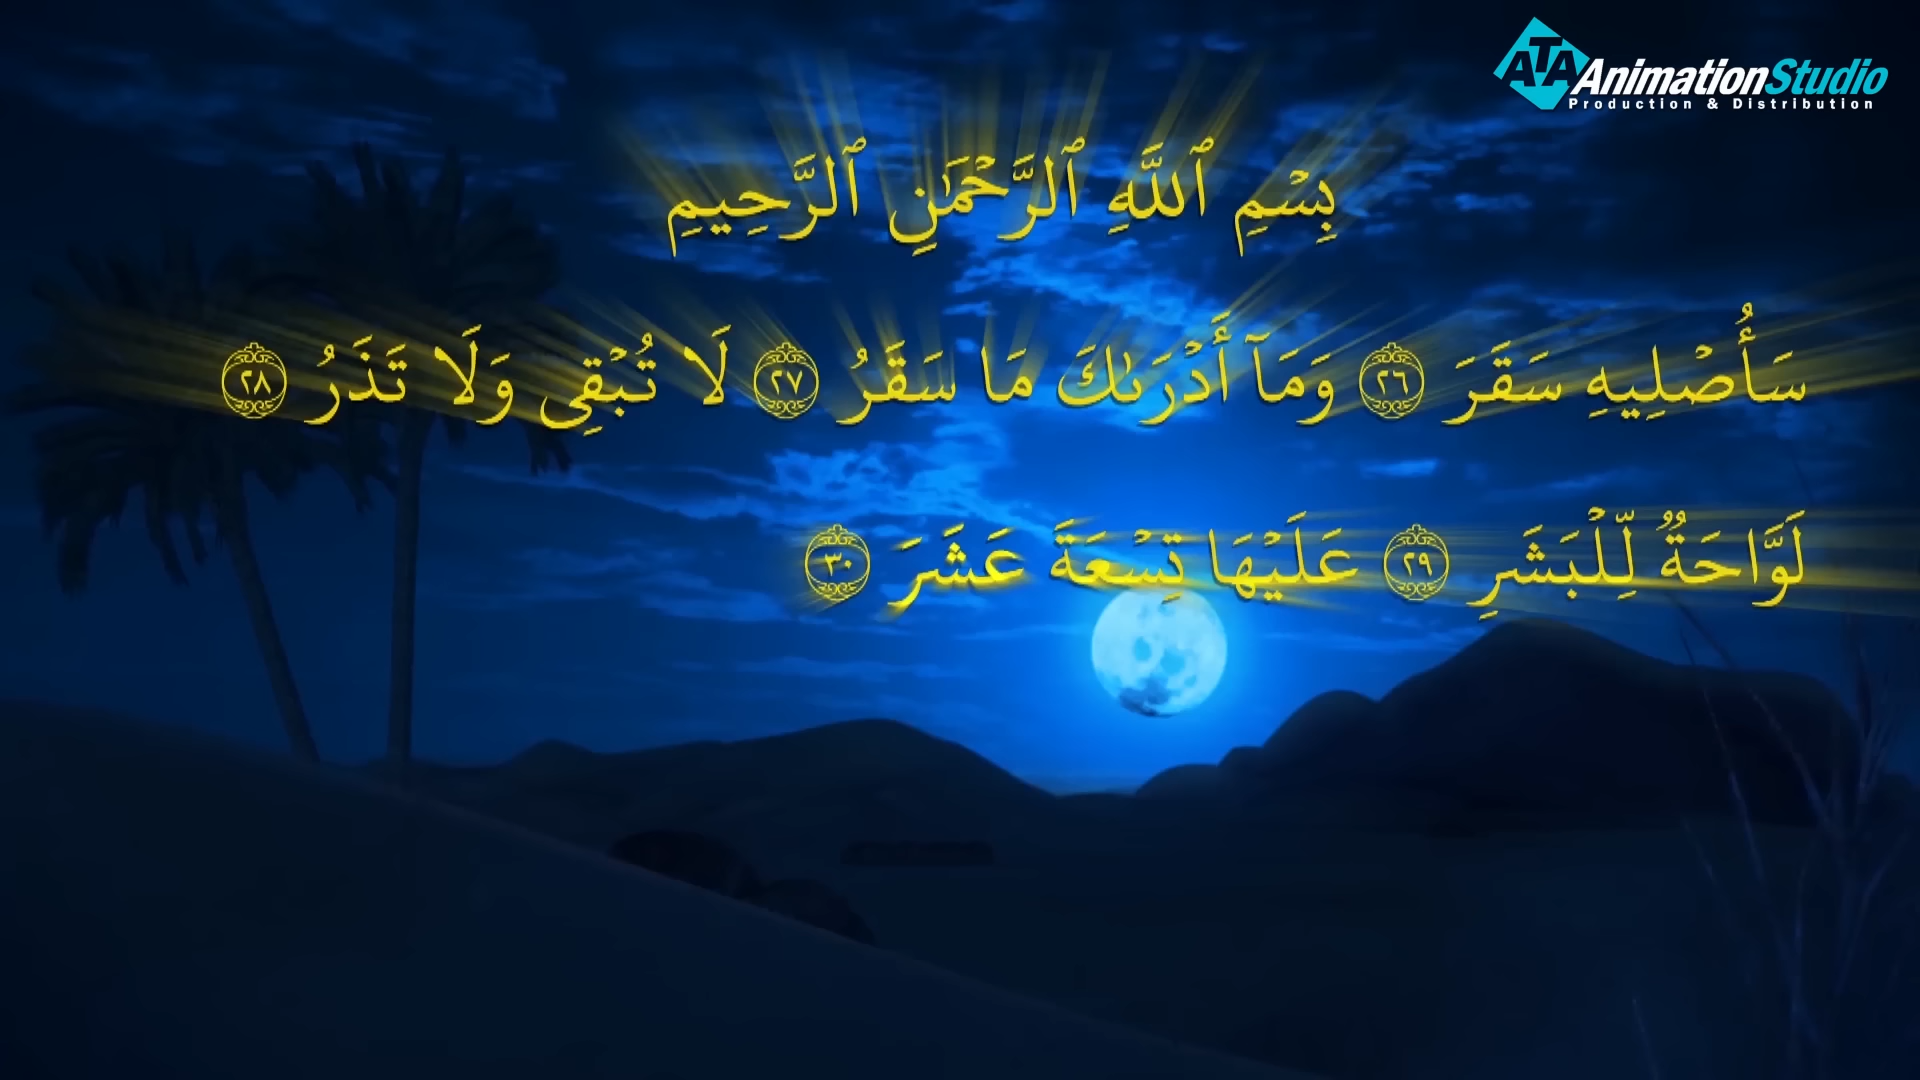 ATA AnimationStudio
Production & Distribution
بِسْمِ ٱللَّهِ ٱلرَّحْمَٰنِ ٱلرَّحِيمِ
سَأُصْلِيهِ سَقَرَ ٢٦ وَمَآ أَدْرَىٰكَ مَا سَقَرُ ٢٧ لَا تُبْقِى وَلَا تَذَرُ ٢٨
لَوَّاحَةٌ لِّلْبَشَرِ ٢٩ عَلَيْهَا تِسْعَةَ عَشَرَ ٣٠